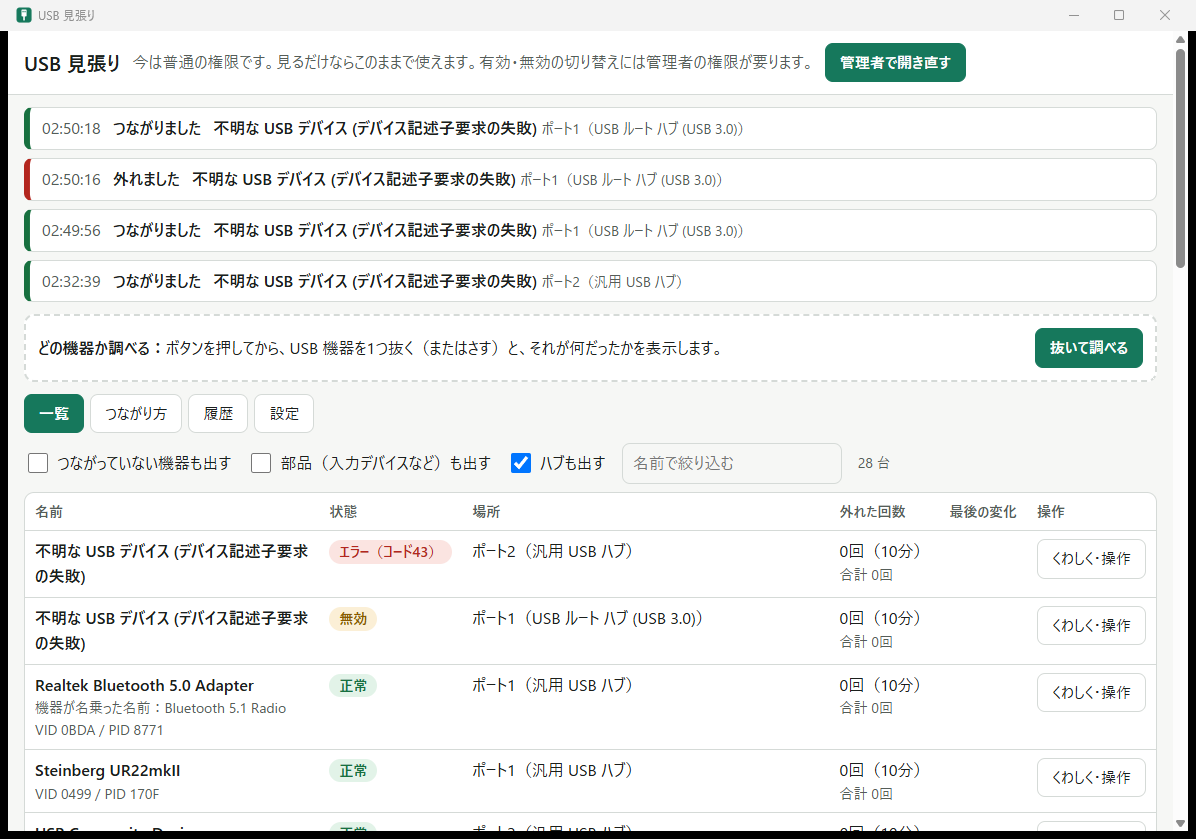 USB 見張り
USB 見張り 今は普通の権限です。見るだけならこのままで使えます。有効・無効の切り替えには管理者の権限が要ります。 管理者で開き直す
02:50:18 つながりました 不明な USB デバイス (デバイス記述子要求の失敗) ポート1（USB ルート ハブ (USB 3.0)）
02:50:16 外れました 不明な USB デバイス (デバイス記述子要求の失敗) ポート1（USB ルート ハブ (USB 3.0)）
02:49:56 つながりました 不明な USB デバイス (デバイス記述子要求の失敗) ポート1（USB ルート ハブ (USB 3.0)）
02:32:39 つながりました 不明な USB デバイス (デバイス記述子要求の失敗) ポート2（汎用 USB ハブ）
どの機器か調べる：ボタンを押してから、USB 機器を1つ抜く（またはさす）と、それが何だったかを表示します。 抜いて調べる
一覧 つながり方 履歴 設定
つながっていない機器も出す 部品（入力デバイスなど）も出す ハブも出す 名前で絞り込む 28 台
名前 状態 場所 外れた回数 最後の変化 操作
不明な USB デバイス (デバイス記述子要求 エラー（コード43） ポート2（汎用 USB ハブ） 0回（10分） くわしく・操作
の失敗) 合計 0回
不明な USB デバイス (デバイス記述子要求 無効 ポート1（USB ルート ハブ (USB 3.0)） 0回（10分） くわしく・操作
の失敗) 合計 0回
Realtek Bluetooth 5.0 Adapter 正常 ポート1（汎用 USB ハブ） 0回（10分） くわしく・操作
機器が名乗った名前：Bluetooth 5.1 Radio 合計 0回
VID 0BDA / PID 8771
Steinberg UR22mkII 正常 ポート1（汎用 USB ハブ） 0回（10分） くわしく・操作
VID 0499 / PID 170F 合計 0回